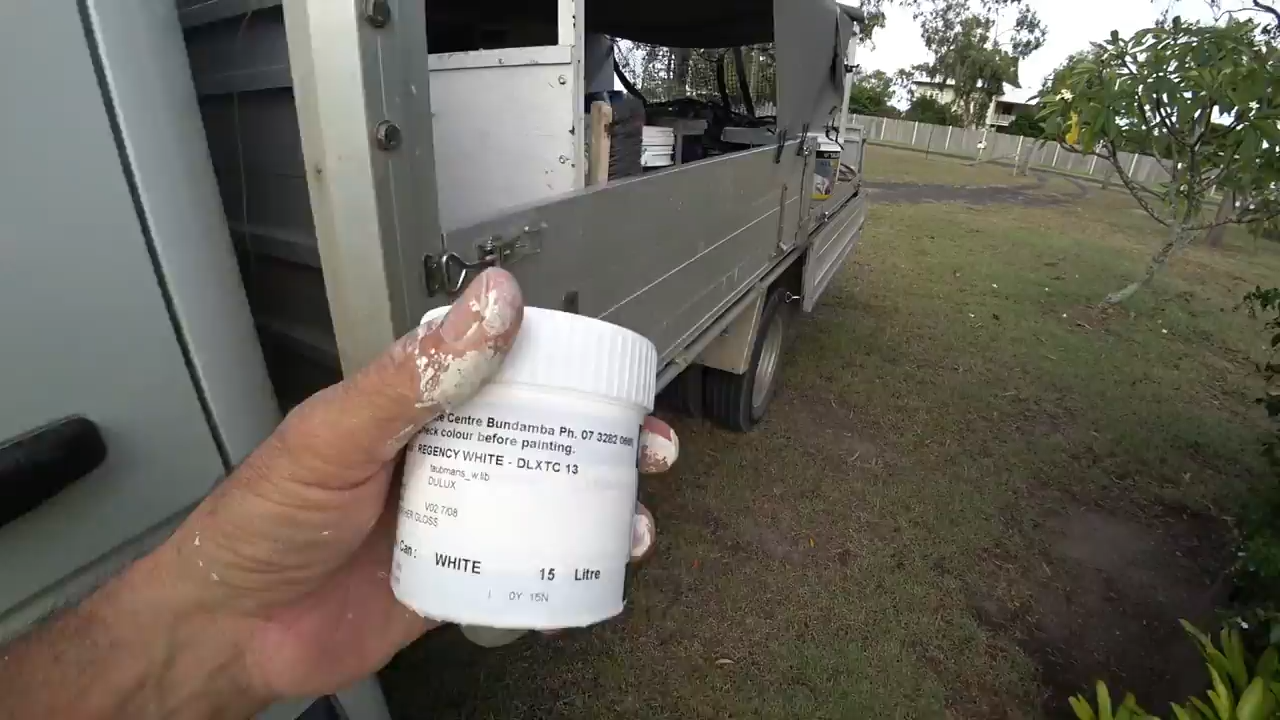 Centre Bundamba Ph. 07 3282
check colour before painting.
REGENCY WHITE - DLXTC 13
taubmans_w.lib
DULUX
V02 7/08
GLOSS
Can : WHITE 15 Litre
I 0Y 15N